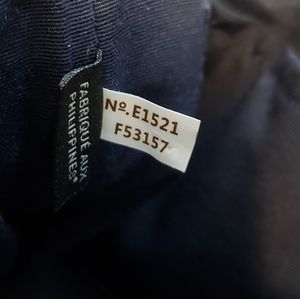 Nº.E1521
F53157
FABRIQUÉ AUX
PHILIPPINES